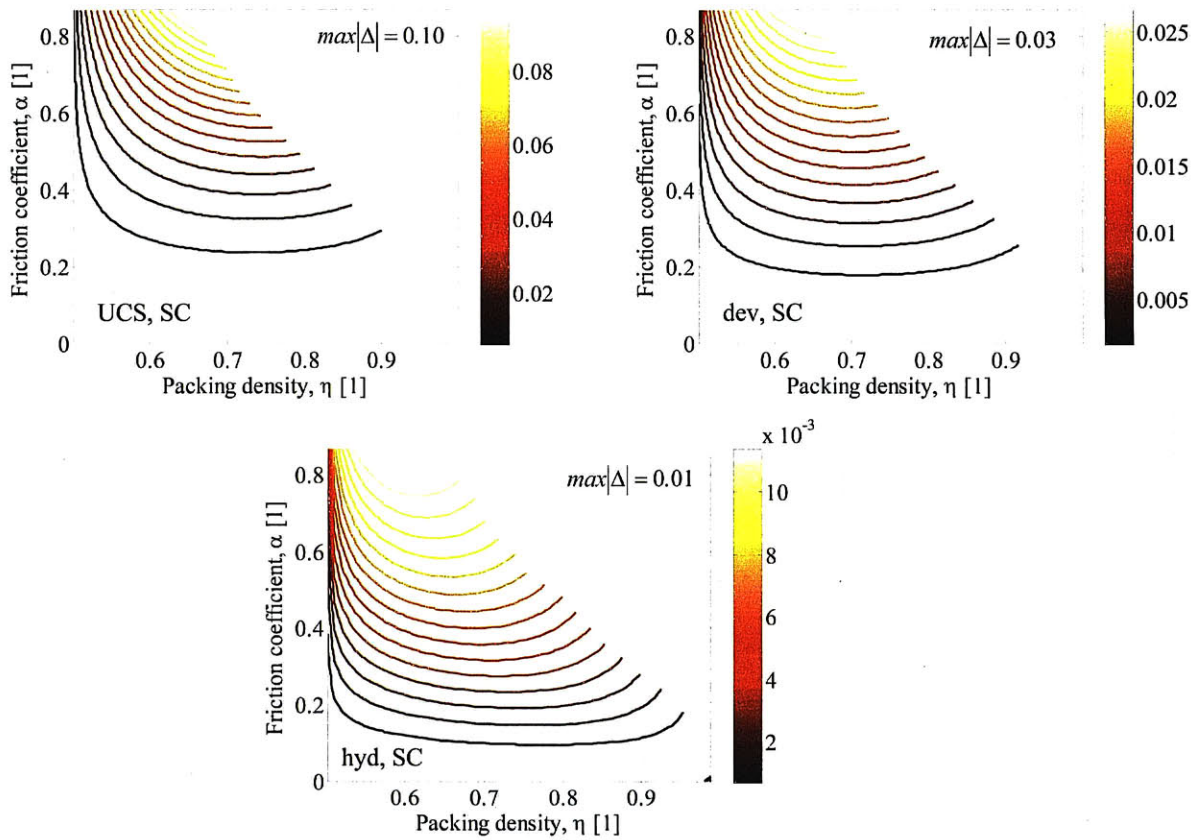 max|Δ| = 0.10
0.8
0.6
0.4
0.2
0
Friction coefficient, α [1]
UCS, SC
0.6 0.7 0.8 0.9
Packing density, η [1]
0.08
0.06
0.04
0.02
max|Δ| = 0.03
0.8
0.6
0.4
0.2
0
Friction coefficient, α [1]
dev, SC
0.6 0.7 0.8 0.9
Packing density, η [1]
0.025
0.02
0.015
0.01
0.005
max|Δ| = 0.01
0.8
0.6
0.4
0.2
0
Friction coefficient, α [1]
hyd, SC
0.6 0.7 0.8 0.9
Packing density, η [1]
x 10⁻³
10
8
6
4
2